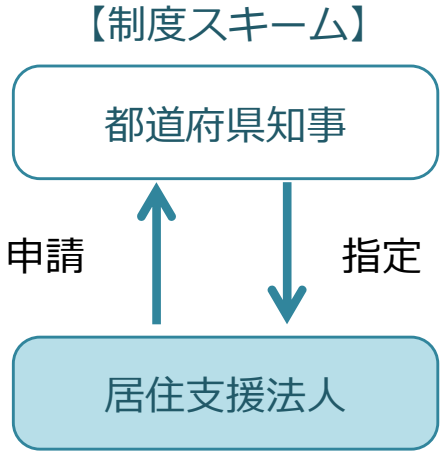 【制度スキーム】
都道府県知事
申請
指定
居住支援法人